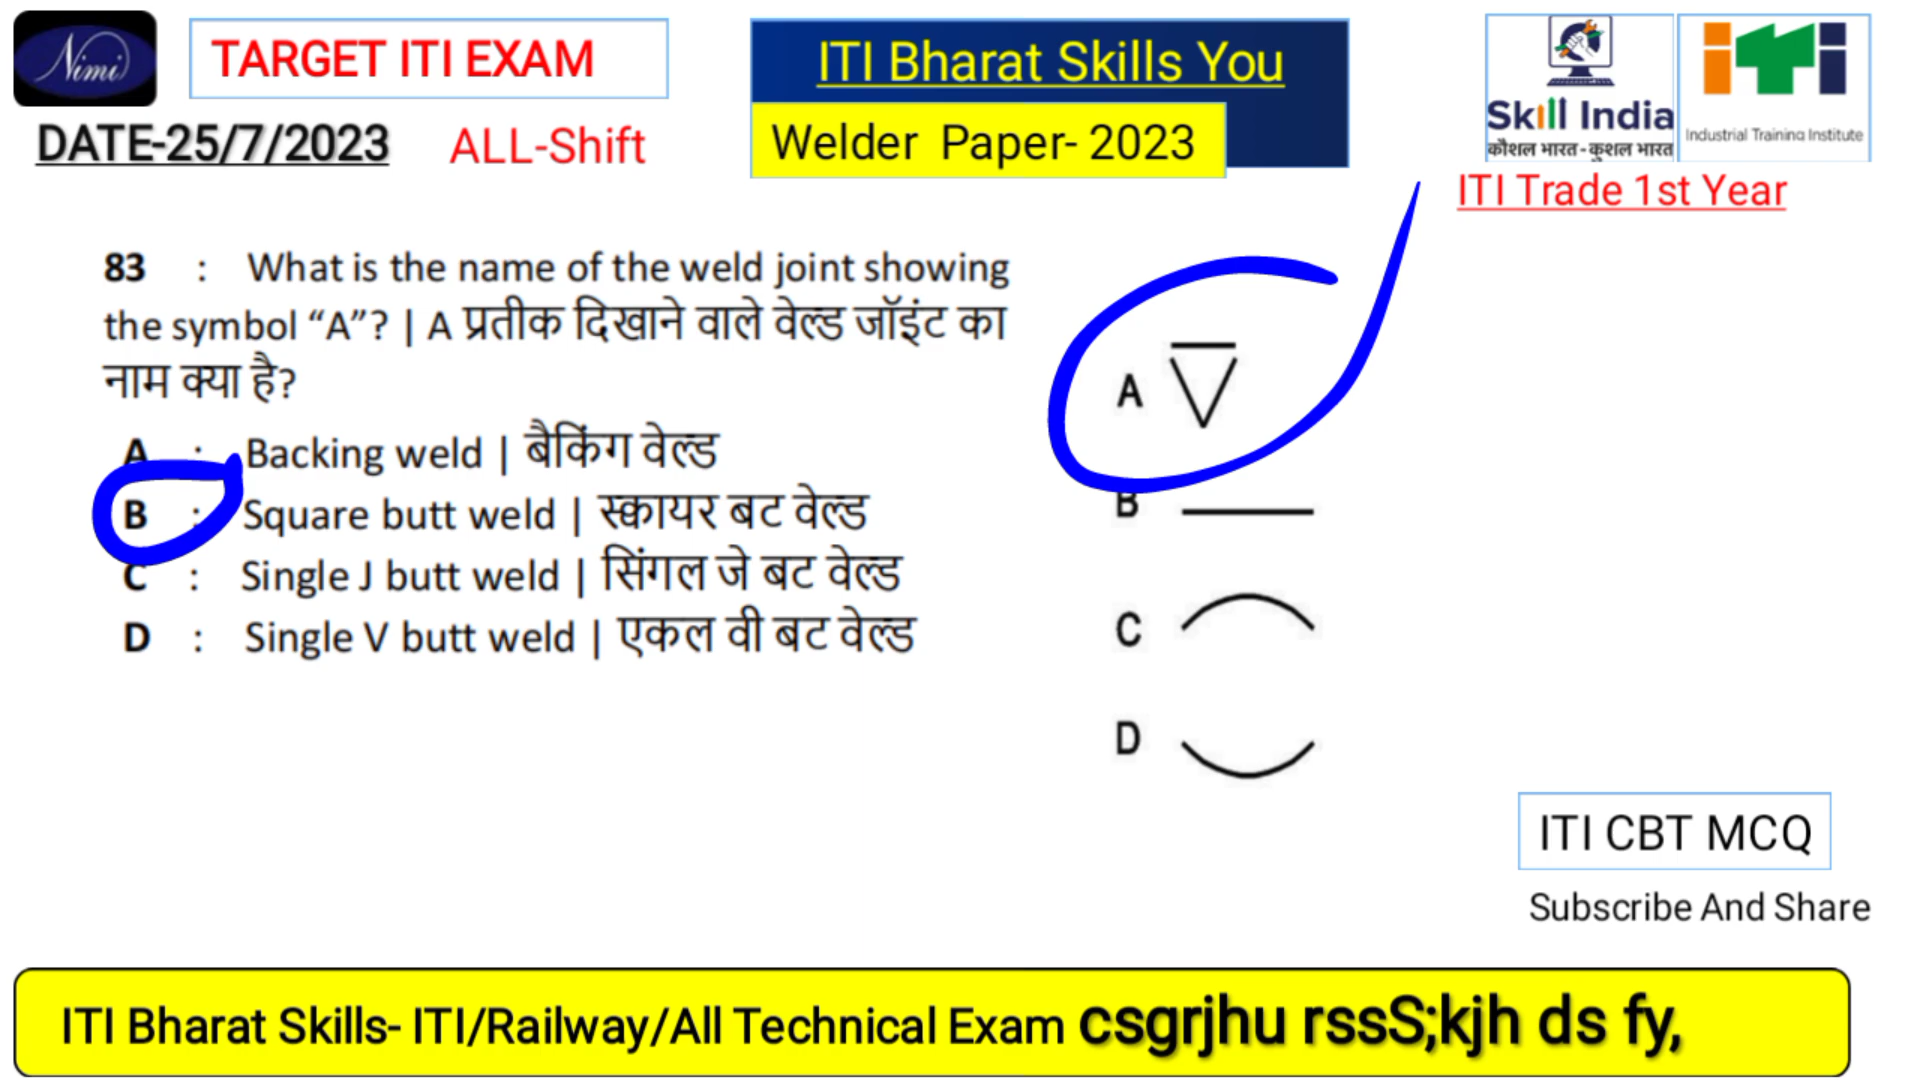 Nimi
TARGET ITI EXAM
ITI Bharat Skills You
DATE-25/7/2023 ALL-Shift
Welder Paper- 2023
Skill India
कौशल भारत - कुशल भारत
iTi
Industrial Training Institute
ITI Trade 1st Year
83 : What is the name of the weld joint showing
the symbol “A”? | A प्रतीक दिखाने वाले वेल्ड जॉइंट का
नाम क्या है?
A : Backing weld | बैकिंग वेल्ड
B : Square butt weld | स्कायर बट वेल्ड
C : Single J butt weld | सिंगल जे बट वेल्ड
D : Single V butt weld | एकल वी बट वेल्ड
A
B
C
D
ITI CBT MCQ
Subscribe And Share
ITI Bharat Skills- ITI/Railway/All Technical Exam csgrjhu rssS;kjh ds fy,